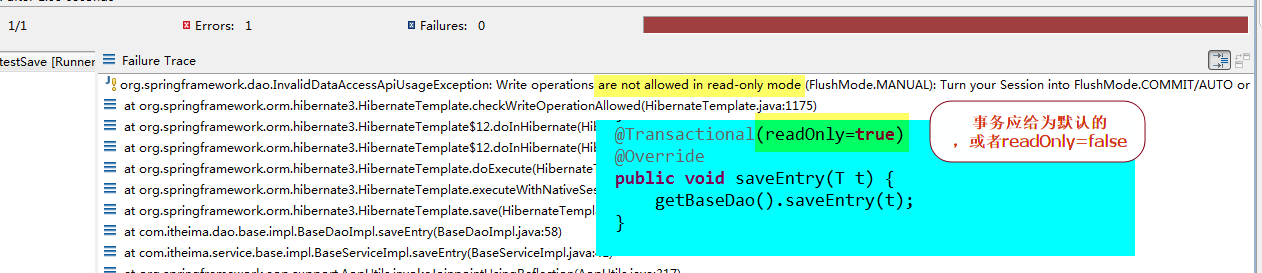 1/1
Errors: 1
Failures: 0
testSave [Runner
Failure Trace
org.springframework.dao.InvalidDataAccessApiUsageException: Write operations are not allowed in read-only mode (FlushMode.MANUAL): Turn your Session into FlushMode.COMMIT/AUTO or
at org.springframework.orm.hibernate3.HibernateTemplate.checkWriteOperationAllowed(HibernateTemplate.java:1175)
at org.springframework.orm.hibernate3.HibernateTemplate$12.doInHibernate(Hi
at org.springframework.orm.hibernate3.HibernateTemplate$12.doInHibernate(Hi
at org.springframework.orm.hibernate3.HibernateTemplate.doExecute(Hibernate
at org.springframework.orm.hibernate3.HibernateTemplate.executeWithNativeSes
at org.springframework.orm.hibernate3.HibernateTemplate.save(HibernateTempl
at com.itheima.dao.base.impl.BaseDaoImpl.saveEntry(BaseDaoImpl.java:58)
at com.itheima.service.base.impl.BaseServiceImpl.saveEntry(BaseServiceImpl.java:
@Transactional(readOnly=true)
@Override
public void saveEntry(T t) {
getBaseDao().saveEntry(t);
}
事务应给为默认的
，或者readOnly=false